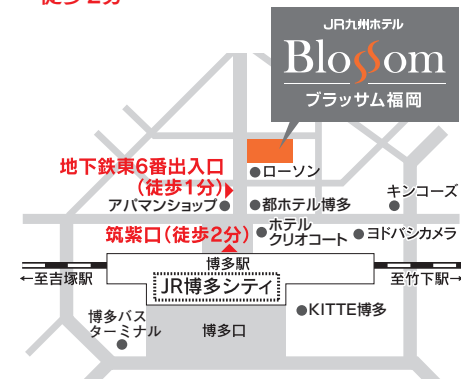 徒歩2分
JR九州ホテル
Blossom
ブラッサム福岡
地下鉄東6番出入口
(徒歩1分)
ローソン
アパマンショップ
都ホテル博多
キンコーズ
筑紫口(徒歩2分)
ホテル
クリオコート
ヨドバシカメラ
博多駅
←至吉塚駅
至竹下駅→
JR博多シティ
博多バス
ターミナル
博多口
KITTE博多